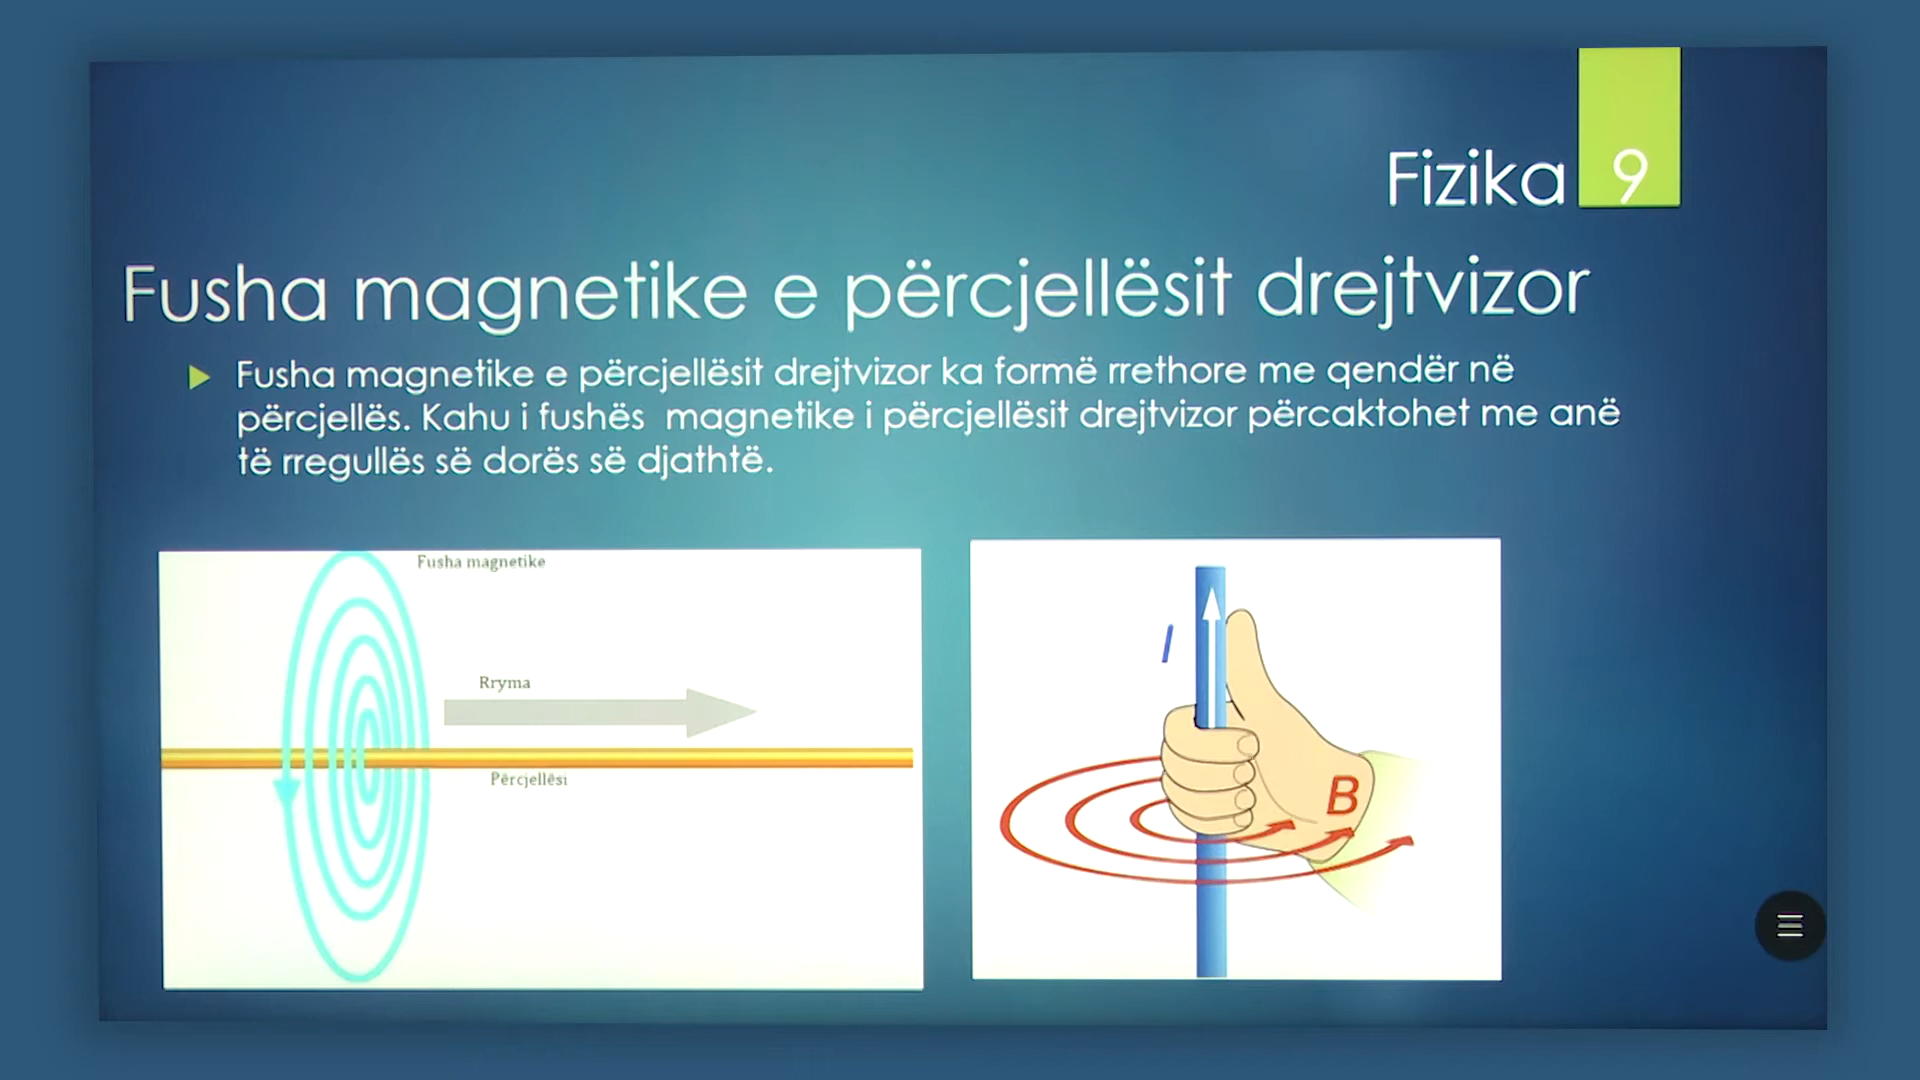 Fizika 9
Fusha magnetike e përcjellësit drejtvizor
Fusha magnetike e përcjellësit drejtvizor ka formë rrethore me qendër në
përcjellës. Kahu i fushës magnetike i përcjellësit drejtvizor përcaktohet me anë
të rregullës së dorës së djathtë.
Fusha magnetike
Rryma
Përcjellësi
I
B